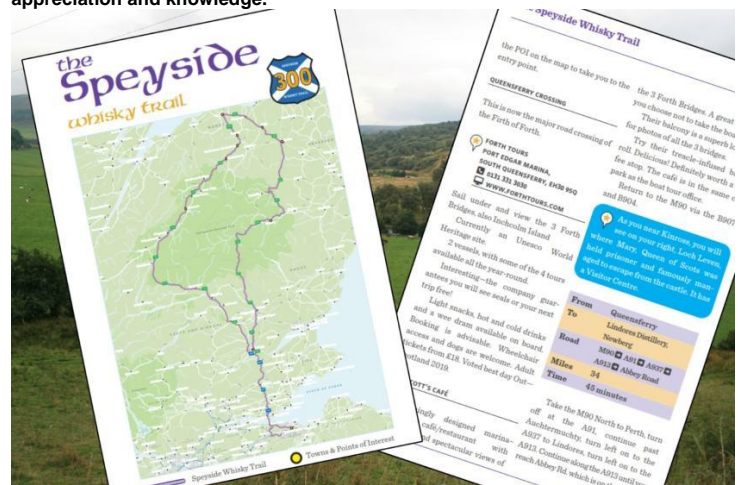 appreciation and knowledge.
the
Speyside
whisky trail
300
Speyside Whisky Trail
Towns & Points of Interest
Speyside Whisky Trail
the POI on the map to take you to the
entry point.
QUEENSFERRY CROSSING
This is now the major road crossing of
the Firth of Forth.
FORTH TOURS
PORT EDGAR MARINA,
SOUTH QUEENSFERRY, EH30 9SQ
0131 331 3030
WWW.FORTHTOURS.COM
Sail under and view the 3 Forth
Bridges, also Inchcolm Island
Currently an Unesco World
Heritage site.
2 vessels, with some of the 4 tours
available all the year-round.
Interesting—the company guar-
antees you will see seals or your next
trip free!
Light snacks, hot and cold drinks
and a wee dram available on board.
Booking is advisable. Wheelchair
access and dogs are welcome. Adult
tickets from £18. Voted best day Out—
otland 2019.
COTT'S CAFÉ
ingly designed marina-
café/restaurant with
d spectacular views of
the 3 Forth Bridges. A great
you choose not to take the boa
Their balcony is a superb lo
for photos of all the 3 bridges.
Try their treacle-infused ba
roll. Delicious! Definitely worth a
fee stop. The café is in the same c
park as the boat tour office.
Return to the M90 via the B907
and B904.
As you near Kinross, you will
see on your right, Loch Leven,
where Mary, Queen of Scots was
held prisoner and famously man-
aged to escape from the castle. It has
a Visitor Centre.
From Queensferry
To Lindores Distillery,
Newberg
Road M90 A91 A937
A913 Abbey Road
Miles 34
Time 45 minutes
Take the M90 North to Perth, turn
off at the A91, continue past
Auchtermuchty, turn left on to the
A937 to Lindores, turn left on to the
A913. Continue along the A913 until you
reach Abbey Rd, which is on the